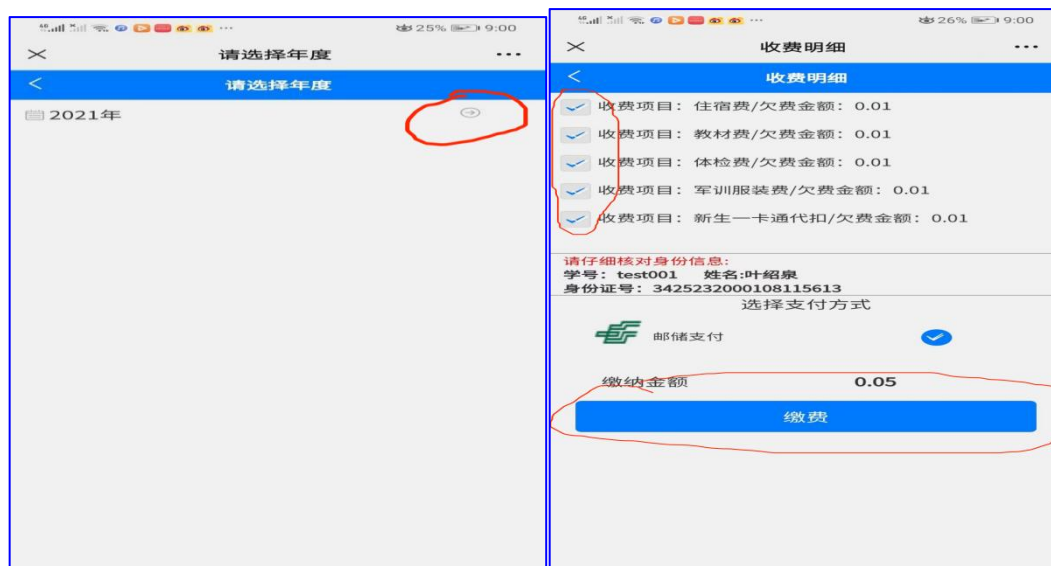 25% 9:00
请选择年度
请选择年度
2021年
26% 9:00
收费明细
收费明细
收费项目：住宿费/欠费金额：0.01
收费项目：教材费/欠费金额：0.01
收费项目：体检费/欠费金额：0.01
收费项目：军训服装费/欠费金额：0.01
收费项目：新生一卡通代扣/欠费金额：0.01
请仔细核对身份信息:
学号：test001 姓名:叶绍泉
身份证号：3425232000108115613
选择支付方式
邮储支付
缴纳金额 0.05
缴费